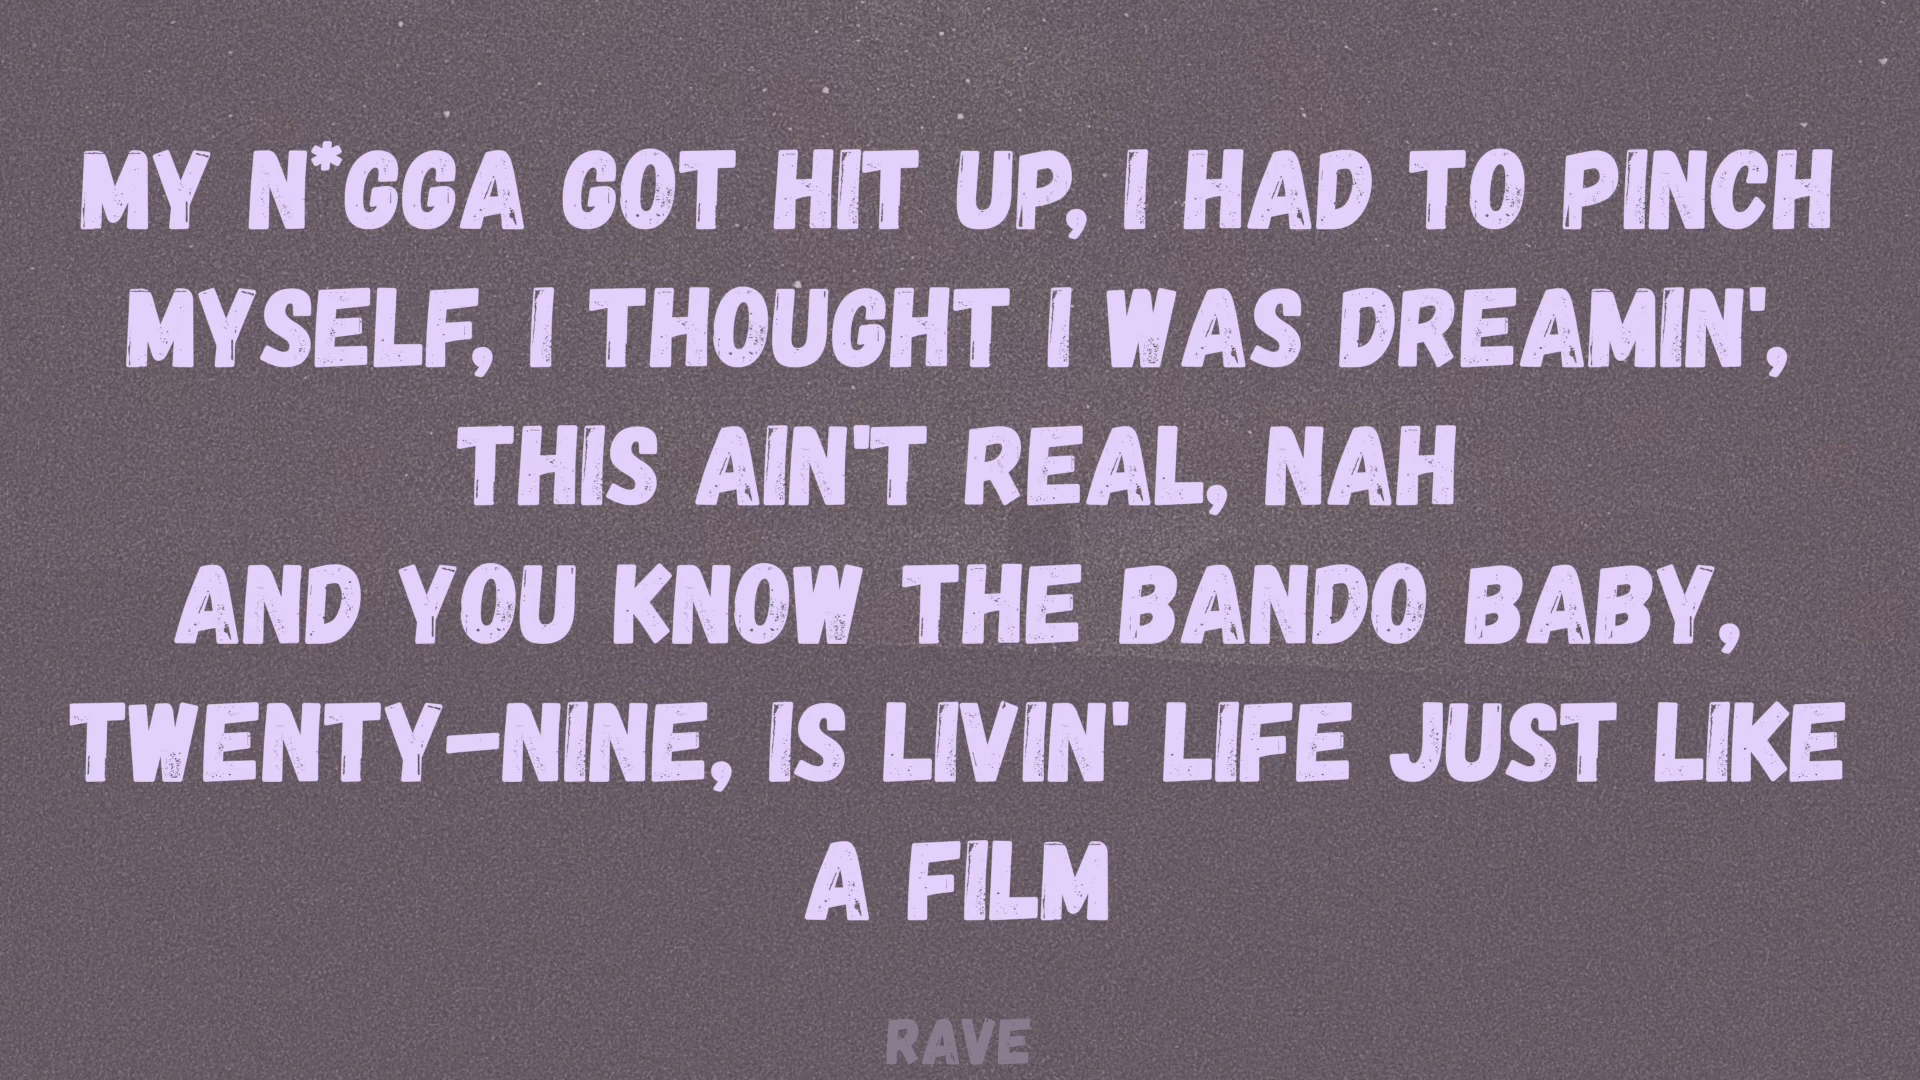 MY N*GGA GOT HIT UP, I HAD TO PINCH
MYSELF, I THOUGHT I WAS DREAMIN',
THIS AIN'T REAL, NAH
AND YOU KNOW THE BANDO BABY,
TWENTY-NINE, IS LIVIN' LIFE JUST LIKE
A FILM
RAVE